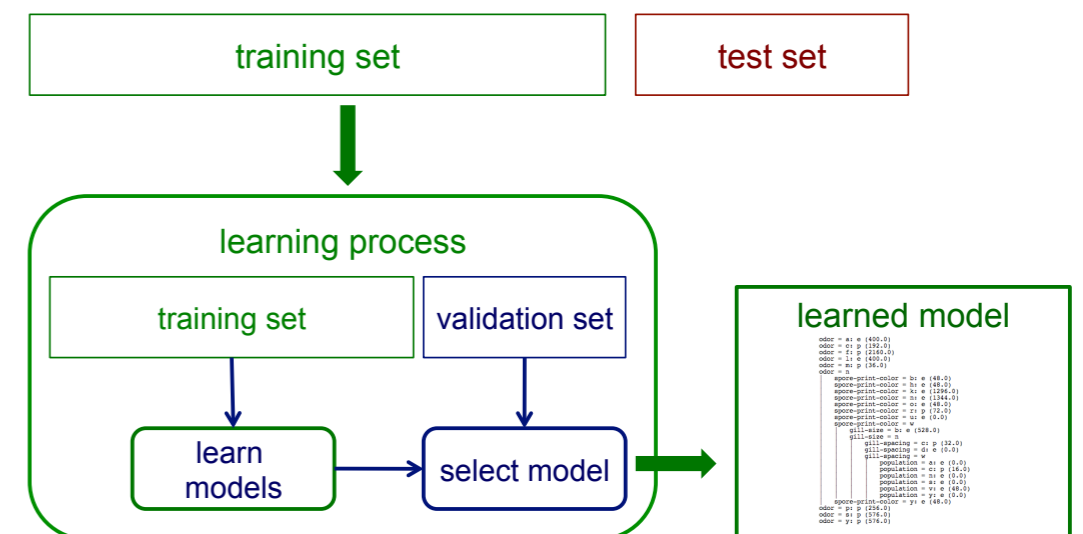 training set
test set
learning process
training set
validation set
learn
models
select model
learned model
odor = a: e (400.0)
odor = c: p (192.0)
odor = f: p (2160.0)
odor = l: e (400.0)
odor = m: p (36.0)
odor = n
spore-print-color = b: e (48.0)
spore-print-color = h: e (48.0)
spore-print-color = k: e (1296.0)
spore-print-color = n: e (1344.0)
spore-print-color = o: e (48.0)
spore-print-color = r: p (72.0)
spore-print-color = u: e (0.0)
spore-print-color = w
gill-size = b: e (528.0)
gill-size = n
gill-spacing = c: p (32.0)
gill-spacing = d: e (0.0)
gill-spacing = w
population = a: e (0.0)
population = c: p (16.0)
population = n: e (0.0)
population = s: e (0.0)
population = v: e (48.0)
population = y: e (0.0)
spore-print-color = y: e (48.0)
odor = p: p (256.0)
odor = s: p (576.0)
odor = y: p (576.0)